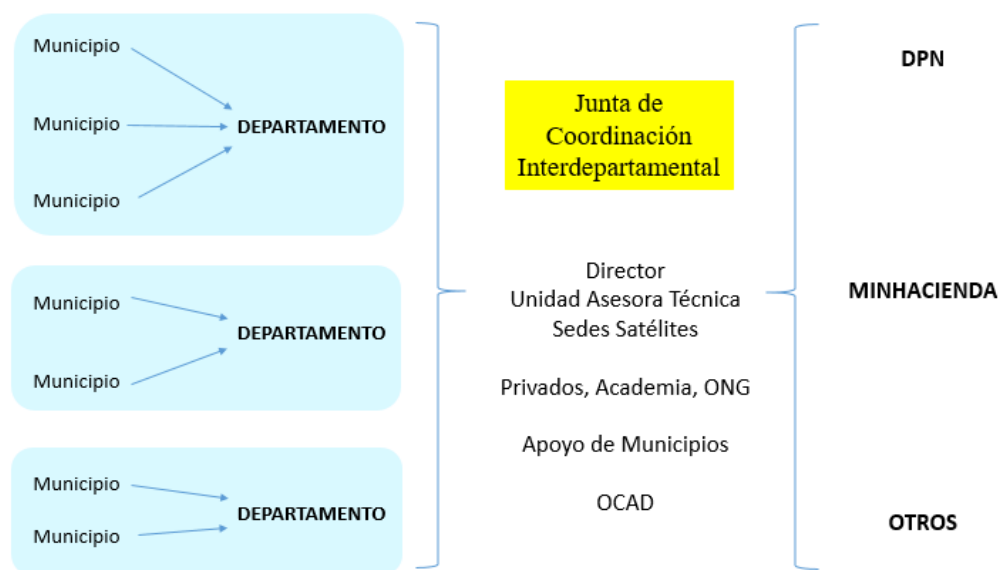 Municipio
Municipio
DEPARTAMENTO
Municipio
Municipio
DEPARTAMENTO
Municipio
Municipio
DEPARTAMENTO
Municipio
Junta de
Coordinación
Interdepartamental
Director
Unidad Asesora Técnica
Sedes Satélites
Privados, Academia, ONG
Apoyo de Municipios
OCAD
DPN
MINHACIENDA
OTROS